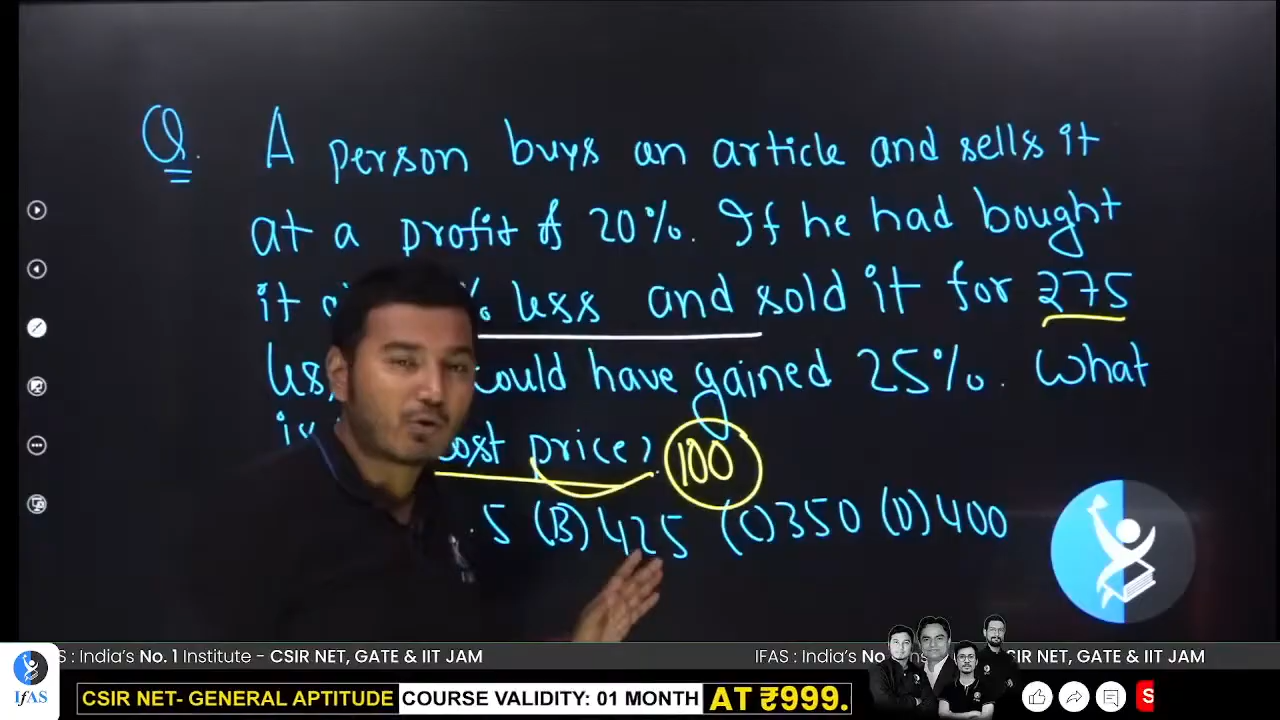 Q. A person buys an article and sells it
at a profit of 20%. If he had bought
it % less and sold it for ₹75
could have gained 25%. What
cost price? 100
5 (B) 425 (C) 350 (D) 400
: India's No. 1 Institute - CSIR NET, GATE & IIT JAM
IFAS : India's CSIR NET, GATE & IIT JAM
IFAS
CSIR NET- GENERAL APTITUDE COURSE VALIDITY: 01 MONTH AT ₹999.